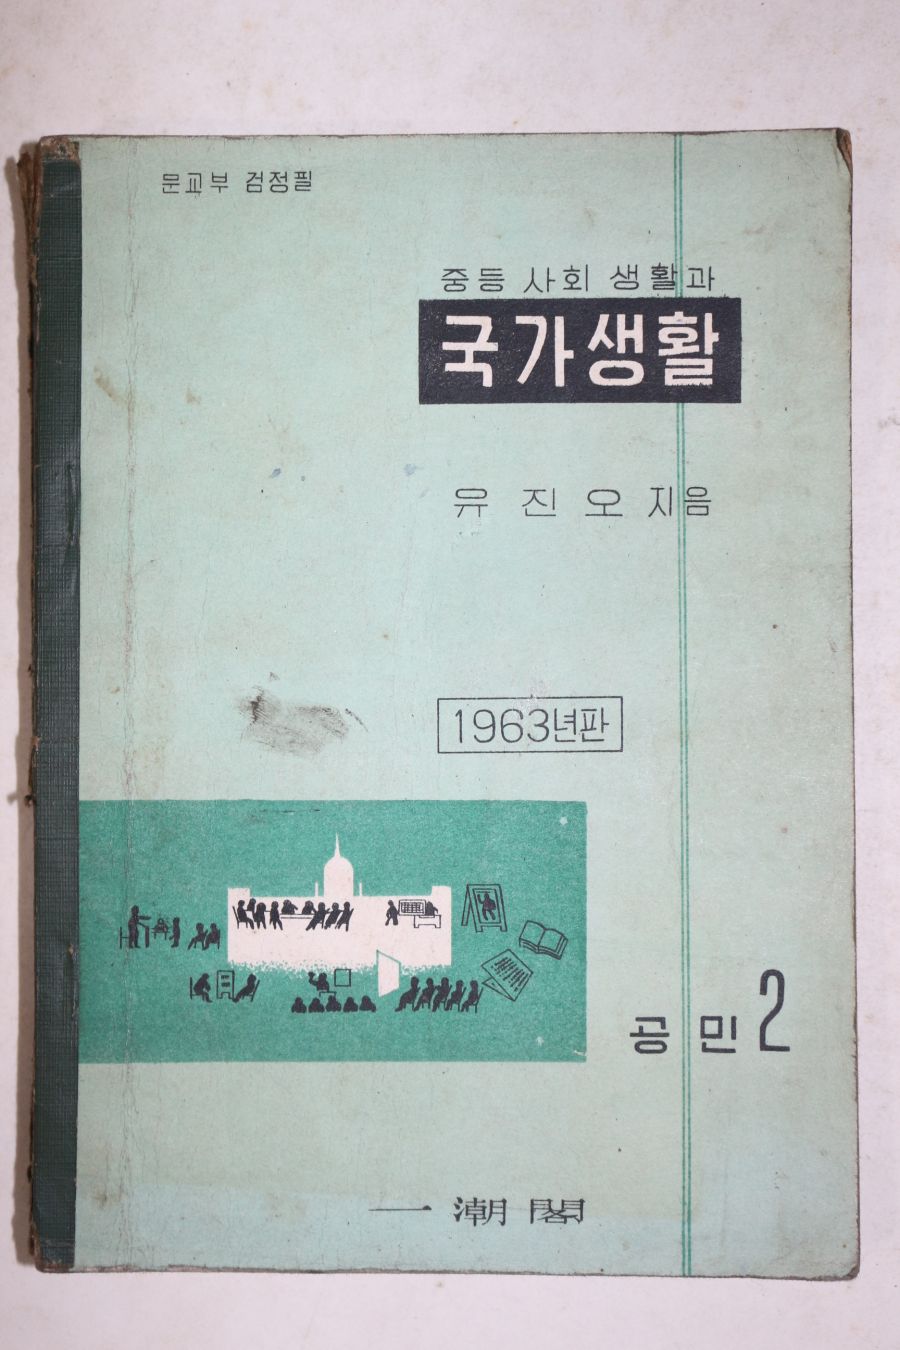 문교부 검정필
중등 사회 생활과
국가생활
유 진 오 지음
1963년판
공 민 2
一 潮 閣